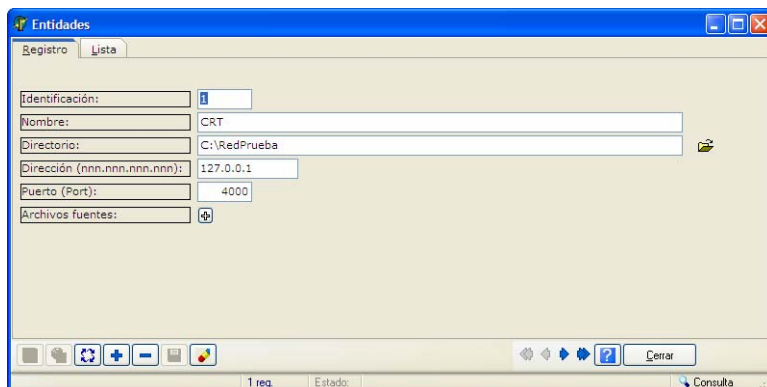 Entidades
Registro Lista
Identificación: 1
Nombre: CRT
Directorio: C:\RedPrueba
Dirección (nnn.nnn.nnn.nnn): 127.0.0.1
Puerto (Port): 4000
Archivos fuentes:
Cerrar
1 reg. Estado: Consulta